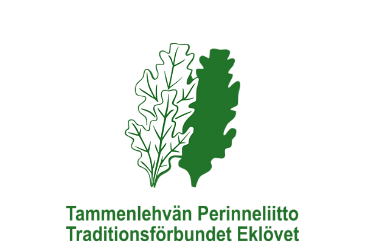 Tammenlehvän Perinneliitto
Traditionsförbundet Eklövet